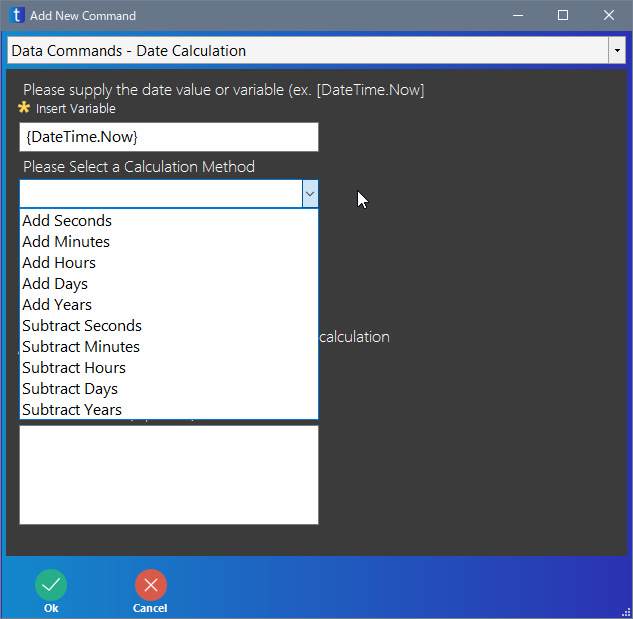 Add New Command
Data Commands - Date Calculation
Please supply the date value or variable (ex. [DateTime.Now]
Insert Variable
{DateTime.Now}
Please Select a Calculation Method
Add Seconds
Add Minutes
Add Hours
Add Days
Add Years
Subtract Seconds
calculation
Subtract Minutes
Subtract Hours
Subtract Days
Subtract Years
Ok
Cancel